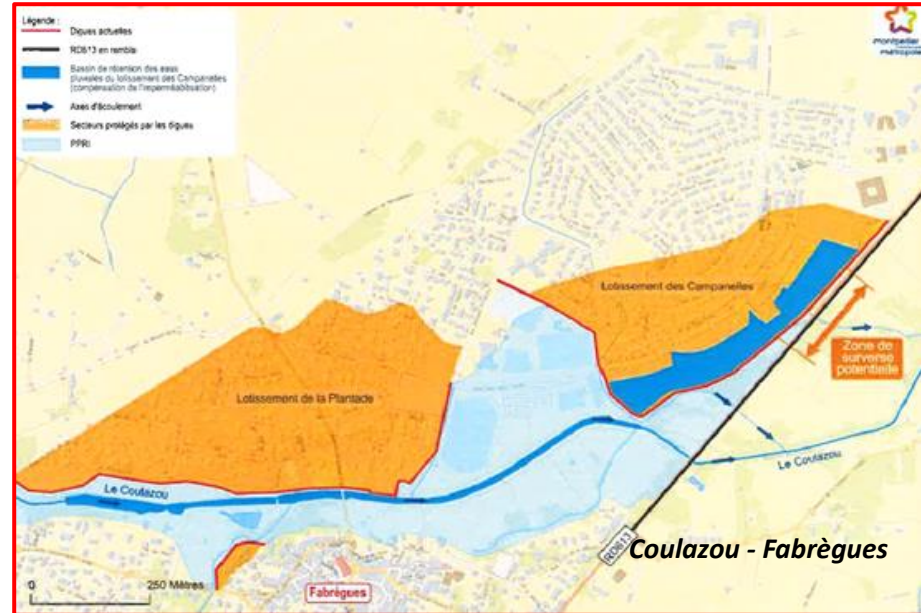 Légende :
Digues actuelles
RD613 en remblai
Bassin de rétention des eaux
pluviales du lotissement des Campanelles
(compensation de l'imperméabilisation)
Axes d'écoulement
Secteurs protégés par les digues
PPRI
montpellier
métropole
Lotissement des Campanelles
Zone de
surverse
potentielle
Lotissement de la Plantade
Le Coulazou
Le Coulazou
RD613
Coulazou - Fabrègues
0
250 Mètres
Fabrègues